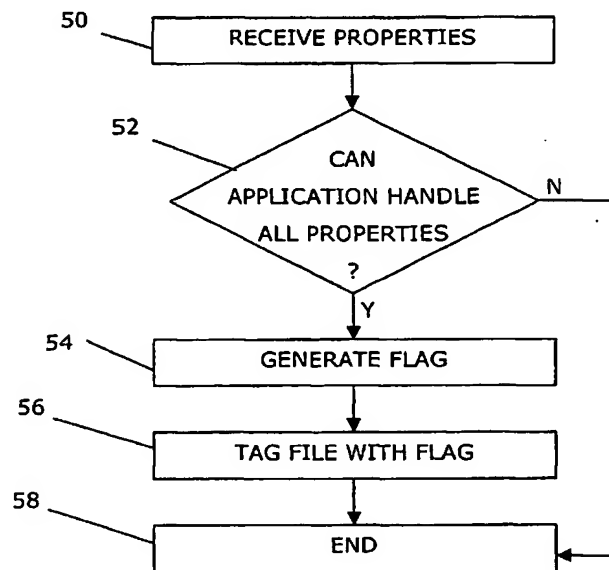 50
RECEIVE PROPERTIES
52
CAN
APPLICATION HANDLE
ALL PROPERTIES
?
N
Y
54
GENERATE FLAG
56
TAG FILE WITH FLAG
58
END